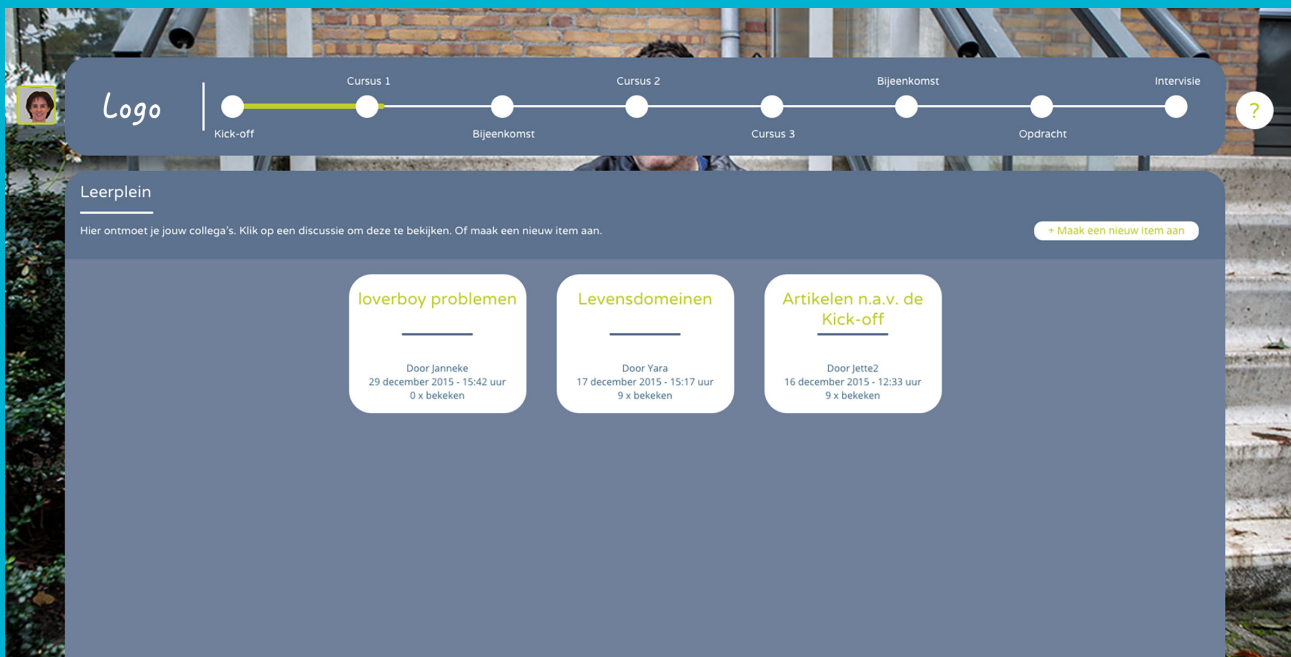 Logo
Kick-off
Cursus 1
Bijeenkomst
Cursus 2
Cursus 3
Bijeenkomst
Opdracht
Intervisie
?
Leerplein
Hier ontmoet je jouw collega's. Klik op een discussie om deze te bekijken. Of maak een nieuw item aan.
+ Maak een nieuw item aan
loverboy problemen
Door Janneke
29 december 2015 - 15:42 uur
0 x bekeken
Levensdomeinen
Door Yara
17 december 2015 - 15:17 uur
9 x bekeken
Artikelen n.a.v. de
Kick-off
Door Jette2
16 december 2015 - 12:33 uur
9 x bekeken